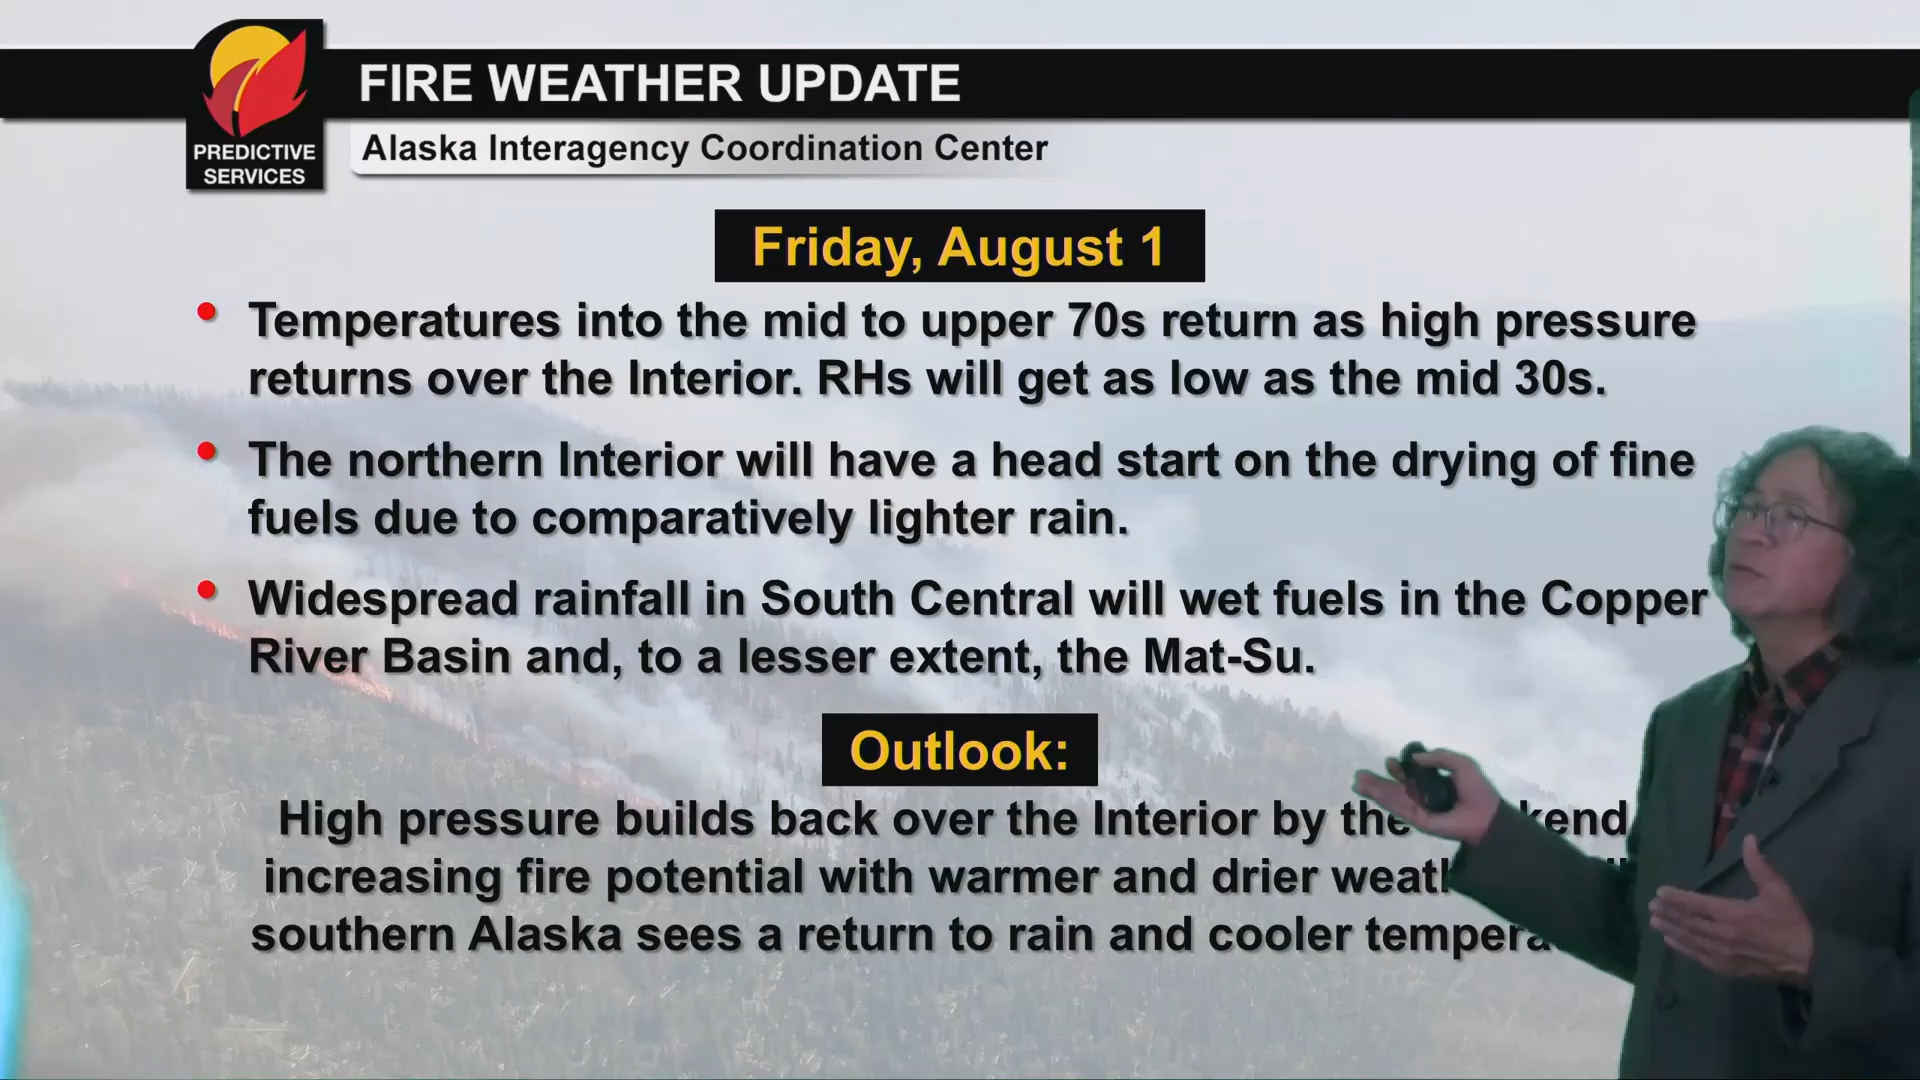 FIRE WEATHER UPDATE
PREDICTIVE
SERVICES
Alaska Interagency Coordination Center
Friday, August 1
• Temperatures into the mid to upper 70s return as high pressure
returns over the Interior. RHs will get as low as the mid 30s.
• The northern Interior will have a head start on the drying of fine
fuels due to comparatively lighter rain.
• Widespread rainfall in South Central will wet fuels in the Copper
River Basin and, to a lesser extent, the Mat-Su.
Outlook:
High pressure builds back over the Interior by the
increasing fire potential with warmer and drier
southern Alaska sees a return to rain and cooler